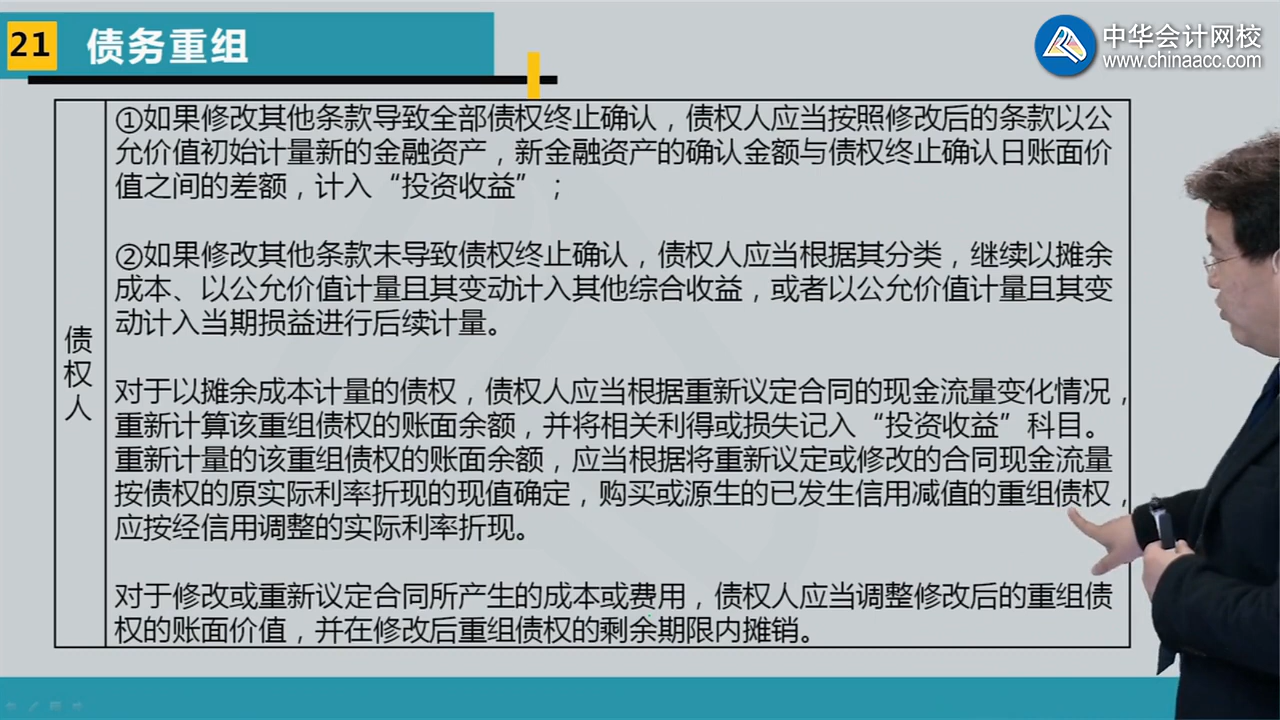 21 债务重组
中华会计网校
www.chinaacc.com
债权人
①如果修改其他条款导致全部债权终止确认，债权人应当按照修改后的条款以公
允价值初始计量新的金融资产，新金融资产的确认金额与债权终止确认日账面价
值之间的差额，计入“投资收益”；
②如果修改其他条款未导致债权终止确认，债权人应当根据其分类，继续以摊余
成本、以公允价值计量且其变动计入其他综合收益，或者以公允价值计量且其变
动计入当期损益进行后续计量。
对于以摊余成本计量的债权，债权人应当根据重新议定合同的现金流量变化情况，
重新计算该重组债权的账面余额，并将相关利得或损失记入“投资收益”科目。
重新计量的该重组债权的账面余额，应当根据将重新议定或修改的合同现金流量
按债权的原实际利率折现的现值确定，购买或源生的已发生信用减值的重组债权，
应按经信用调整的实际利率折现。
对于修改或重新议定合同所产生的成本或费用，债权人应当调整修改后的重组债
权的账面价值，并在修改后重组债权的剩余期限内摊销。